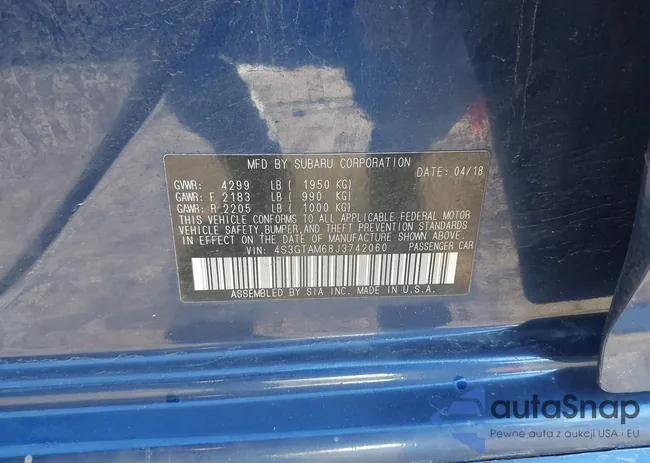 MFD BY SUBARU CORPORATION
DATE: 04/18
GVWR: 4299 LB ( 1950 KG)
GAWR: F 2183 LB ( 990 KG)
GAWR: R 2205 LB ( 1000 KG)
THIS VEHICLE CONFORMS TO ALL APPLICABLE FEDERAL MOTOR
VEHICLE SAFETY, BUMPER, AND THEFT PREVENTION STANDARDS
IN EFFECT ON THE DATE OF MANUFACTURE SHOWN ABOVE.
VIN: 4S3GTAM68J3742060 PASSENGER CAR
ASSEMBLED BY SIA INC. MADE IN U.S.A.
autaSnap
Pewne auta z aukcji USA i EU